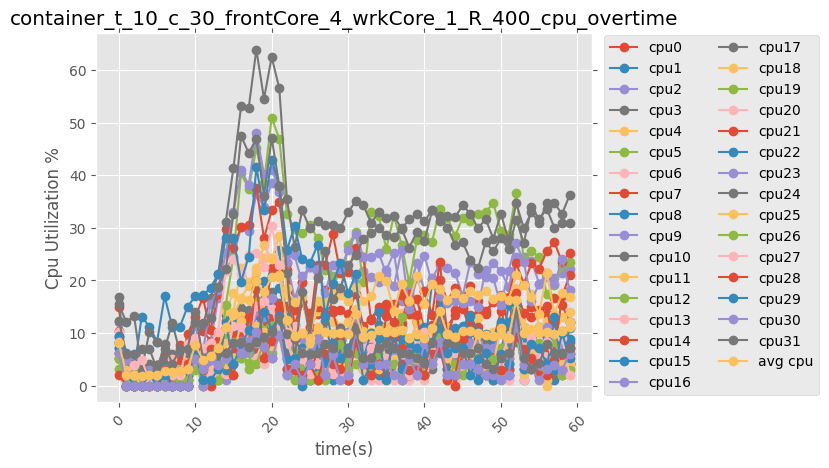 container_t_10_c_30_frontCore_4_wrkCore_1_R_400_cpu_overtime
Cpu Utilization %
60
50
40
30
20
10
0
0
10
20
30
40
50
60
time(s)
cpu0
cpu1
cpu2
cpu3
cpu4
cpu5
cpu6
cpu7
cpu8
cpu9
cpu10
cpu11
cpu12
cpu13
cpu14
cpu15
cpu16
cpu17
cpu18
cpu19
cpu20
cpu21
cpu22
cpu23
cpu24
cpu25
cpu26
cpu27
cpu28
cpu29
cpu30
cpu31
avg cpu